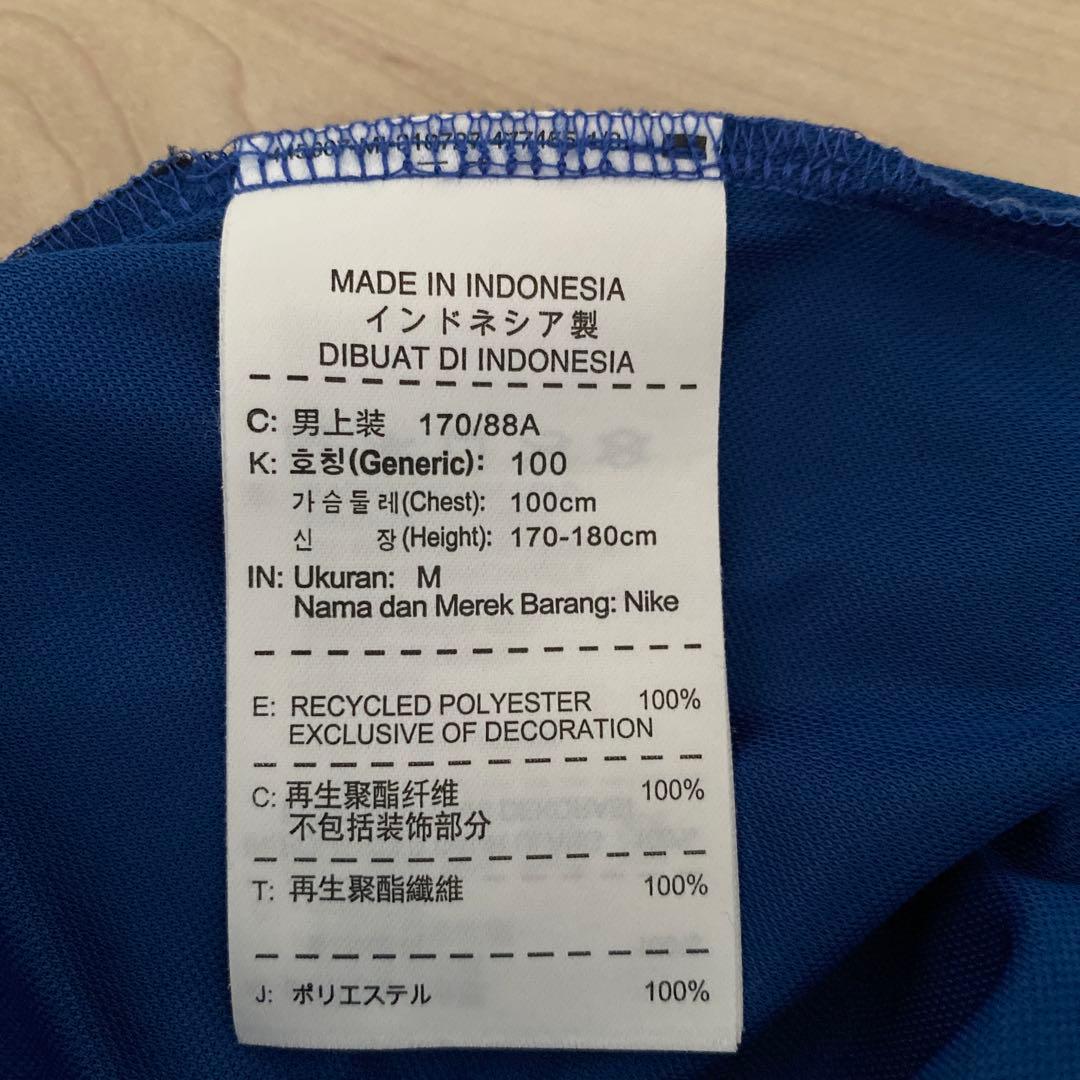 MADE IN INDONESIA
インドネシア製
DIBUAT DI INDONESIA
C: 男上装 170/88A
K: 호칭(Generic): 100
가슴둘레(Chest): 100cm
신 장(Height): 170-180cm
IN: Ukuran: M
Nama dan Merek Barang: Nike
E: RECYCLED POLYESTER 100%
EXCLUSIVE OF DECORATION
C: 再生聚酯纤维 100%
不包括装饰部分
T: 再生聚酯纖維 100%
J: ポリエステル 100%